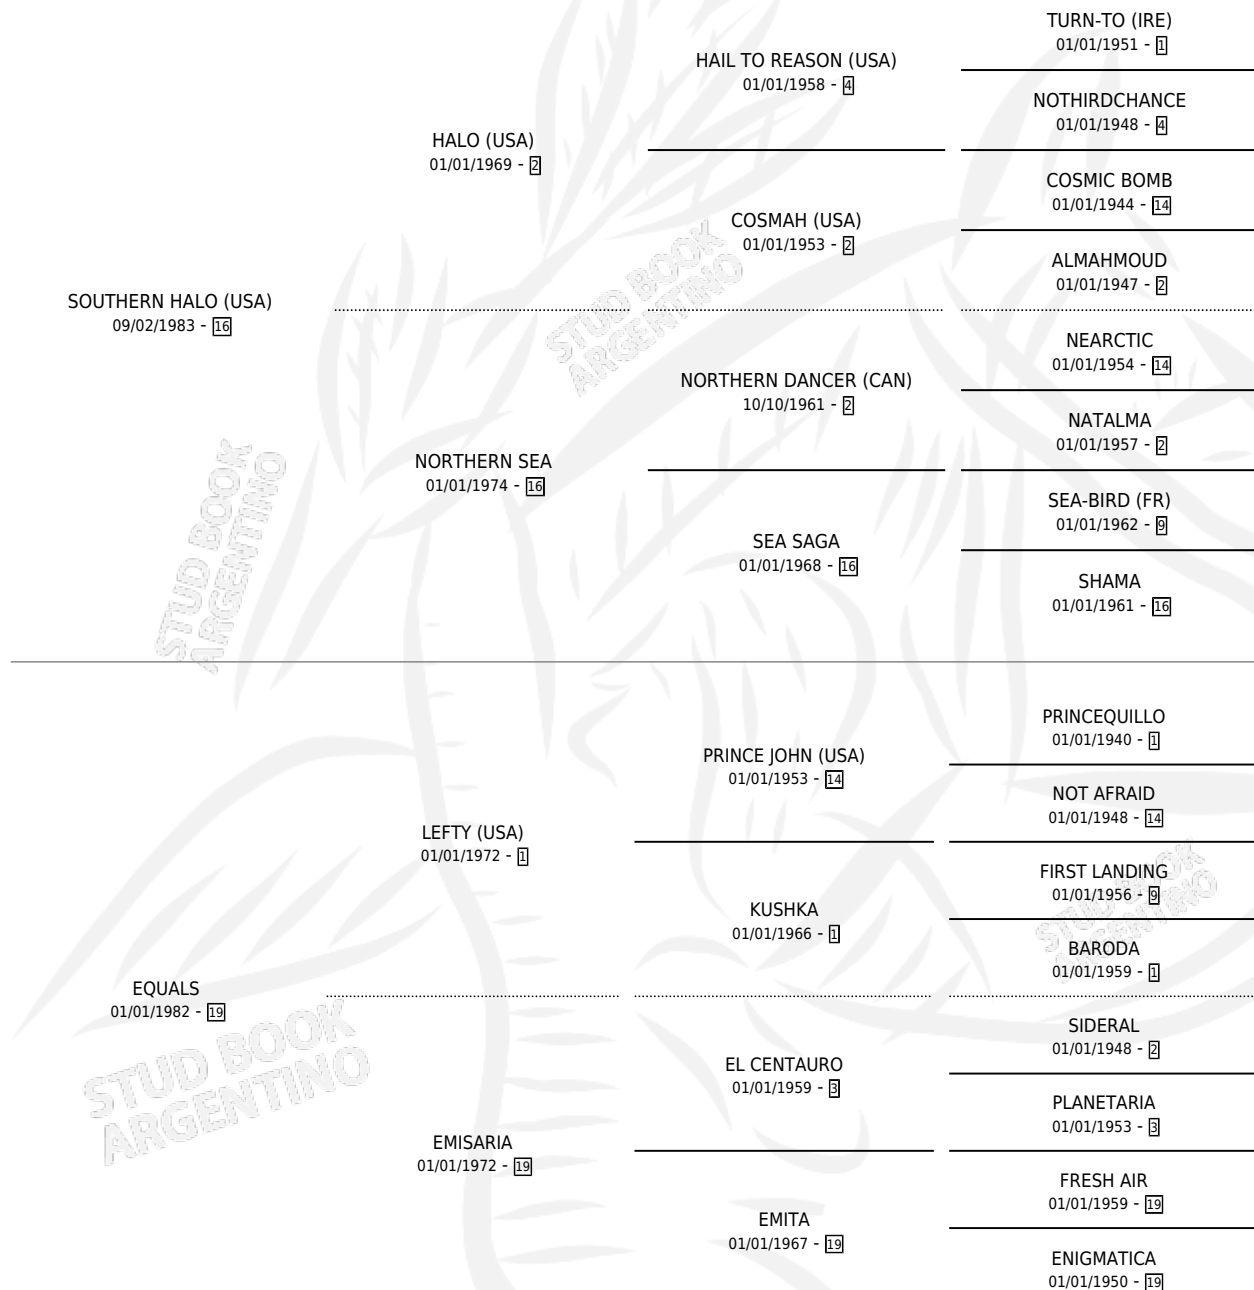 TURN-TO (IRE)
01/01/1951 - 1
HAIL TO REASON (USA)
01/01/1958 - 4
NOTHIRDCHANCE
01/01/1948 - 4
HALO (USA)
01/01/1969 - 2
COSMIC BOMB
01/01/1944 - 14
COSMAH (USA)
01/01/1953 - 2
ALMAHMOUD
01/01/1947 - 2
SOUTHERN HALO (USA)
09/02/1983 - 16
NEARCTIC
01/01/1954 - 14
NORTHERN DANCER (CAN)
10/10/1961 - 2
NATALMA
01/01/1957 - 2
NORTHERN SEA
01/01/1974 - 16
SEA-BIRD (FR)
01/01/1962 - 9
SEA SAGA
01/01/1968 - 16
SHAMA
01/01/1961 - 16
PRINCEQUILLO
01/01/1940 - 1
PRINCE JOHN (USA)
01/01/1953 - 14
NOT AFRAID
01/01/1948 - 14
LEFTY (USA)
01/01/1972 - 1
FIRST LANDING
01/01/1956 - 9
KUSHKA
01/01/1966 - 1
BARODA
01/01/1959 - 1
EQUALS
01/01/1982 - 19
SIDERAL
01/01/1948 - 2
EL CENTAURO
01/01/1959 - 3
PLANETARIA
01/01/1953 - 3
EMISARIA
01/01/1972 - 19
FRESH AIR
01/01/1959 - 19
EMITA
01/01/1967 - 19
ENIGMATICA
01/01/1950 - 19
STUD BOOK
ARGENTINO
STUD BOOK
ARGENTINO
STUD BOOK
ARGENTINO
STUD BOOK
ARGENTINO